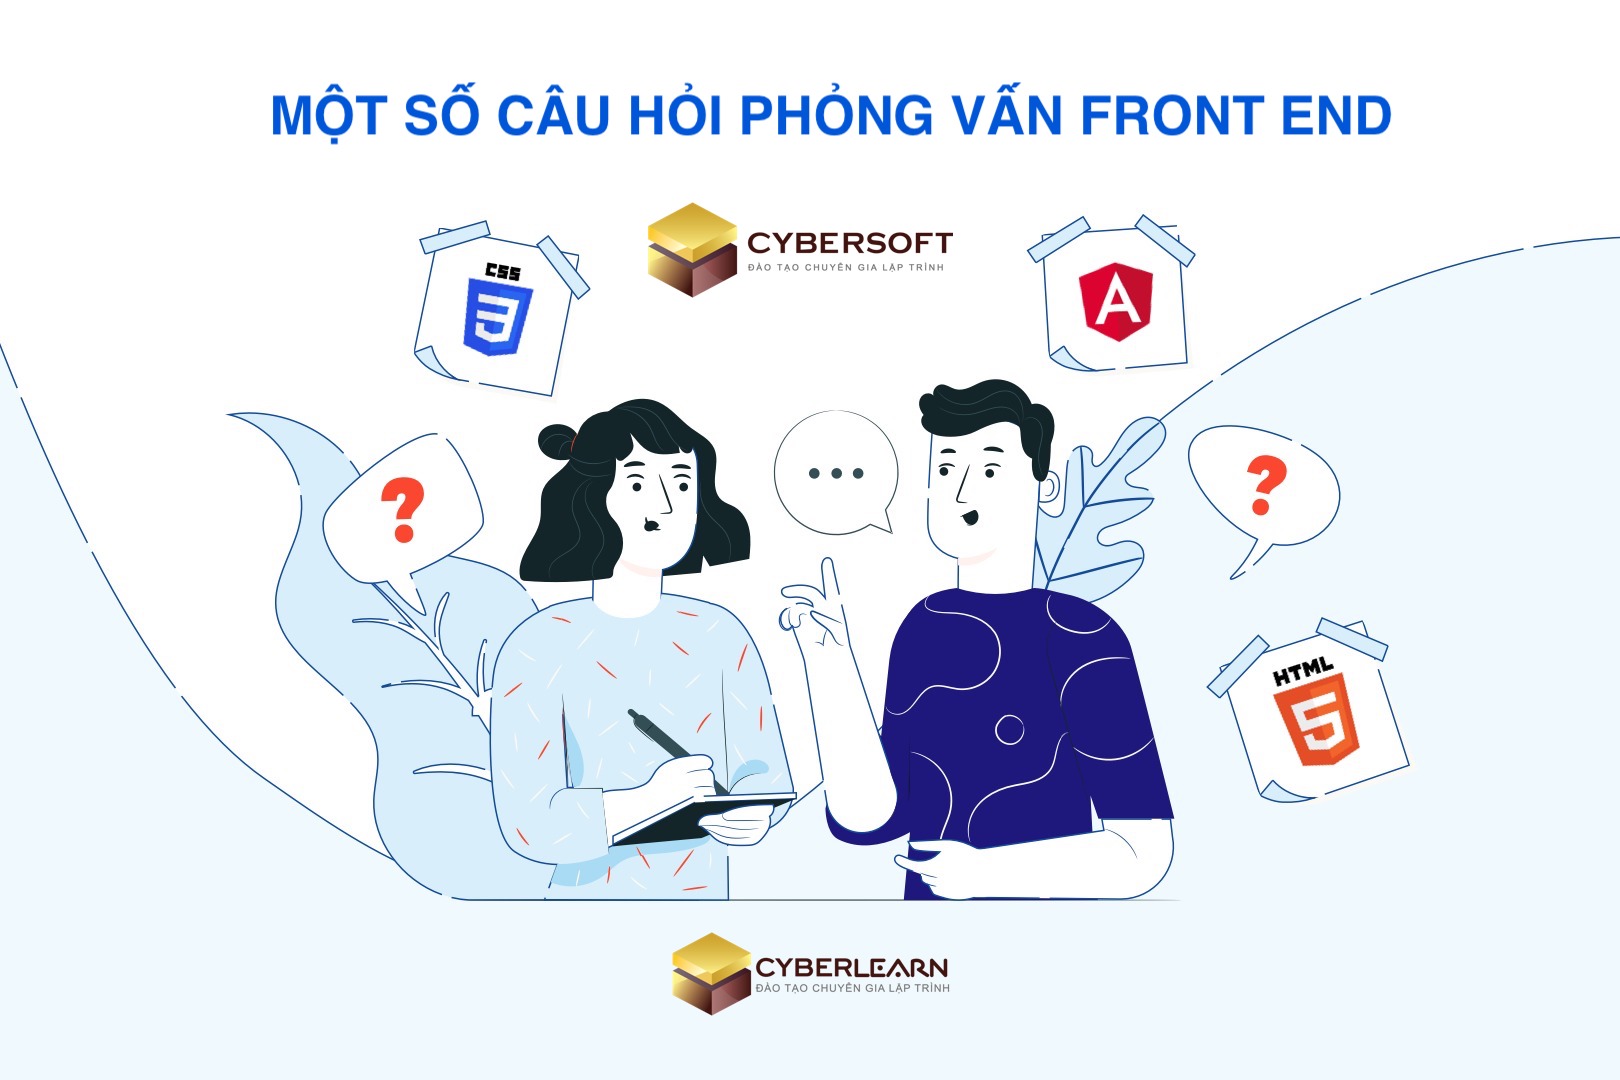 MỘT SỐ CÂU HỎI PHỎNG VẤN FRONT END
CYBERSOFT
ĐÀO TẠO CHUYÊN GIA LẬP TRÌNH
CSS
3
A
?
?
HTML
5
CYBERLEARN
ĐÀO TẠO CHUYÊN GIA LẬP TRÌNH